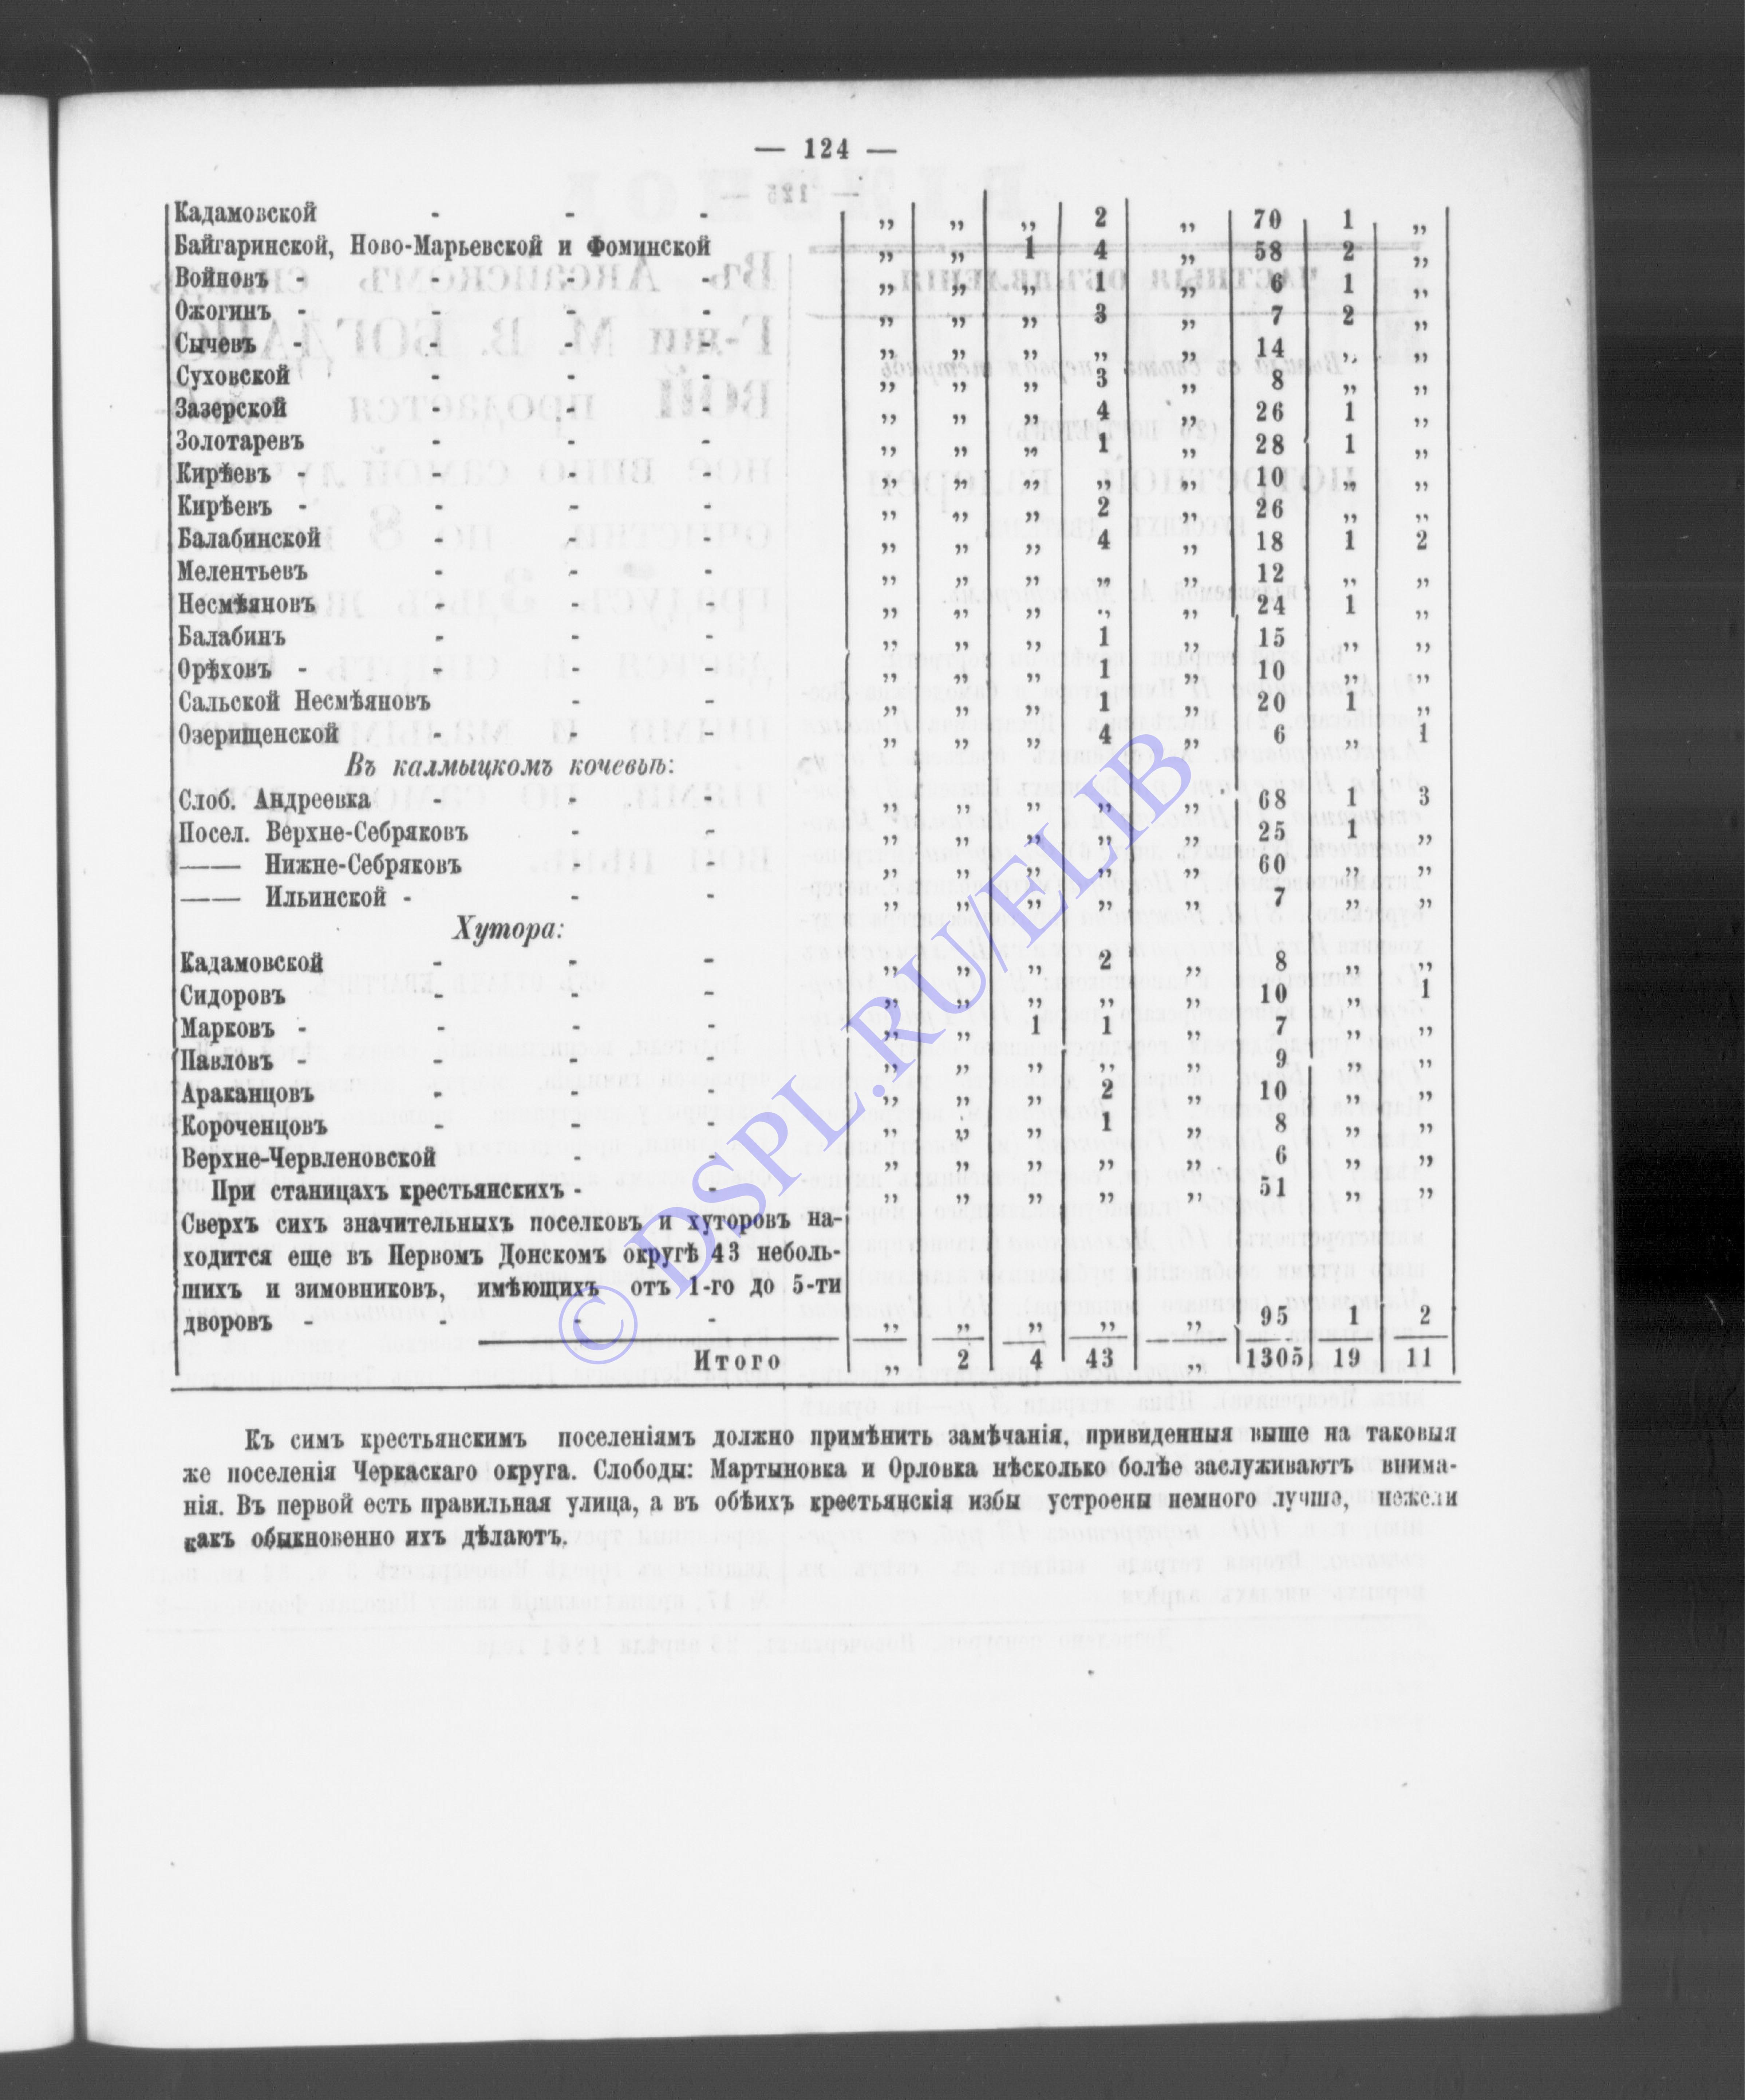 — 124 —
Кадамовской - - - „ „ „ 2 „ 70 1 „
Байгаринской, Ново-Марьевской и Фоминской „ „ 1 4 „ 58 2 „
Войновъ - - - - „ „ „ 1 „ 6 1 „
Ожогинъ - - - - „ „ „ 3 „ 7 2 „
Сычевъ - - - - „ „ „ „ „ 14 „ „
Суховской - - - „ „ „ 3 „ 8 „ „
Зазерской - - - „ „ „ 4 „ 26 1 „
Золотаревъ - - - „ „ „ 1 „ 28 1 „
Кирѣевъ - - - - „ „ „ „ „ 10 „ „
Кирѣевъ - - - - „ „ „ 2 „ 26 „ „
Балабинской - - - „ „ „ 4 „ 18 1 2
Мелентьевъ - - - „ „ „ „ „ 12 „ „
Несмѣяновъ - - - „ „ „ „ „ 24 1 „
Балабинъ - - - „ „ „ 1 „ 15 „ „
Орѣховъ - - - - „ „ „ 1 „ 10 „ „
Сальской Несмѣяновъ - - „ „ „ 1 „ 20 1 „
Озерищенской - - - „ „ „ 4 „ 6 „ 1
Въ калмыцкомъ кочевьѣ:
Слоб. Андреевка - - - „ „ „ „ „ 68 1 3
Посел. Верхне-Себряковъ - - „ „ „ „ „ 25 1 „
—— Нижне-Себряковъ - - „ „ „ „ „ 60 „ „
—— Ильинской - - - „ „ „ „ „ 7 „ „
Хутора:
Кадамовской - - - „ „ „ 2 „ 8 „ „
Сидоровъ - - - „ „ „ „ „ 10 „ 1
Марковъ - - - - „ „ 1 1 „ 7 „ „
Павловъ - - - - „ „ „ „ „ 9 „ „
Араканцовъ - - - „ „ „ 2 „ 10 „ „
Короченцовъ - - - „ „ „ 1 „ 8 „ „
Верхне-Червленовской - - „ „ „ „ „ 6 „ „
При станицахъ крестьянскихъ - - „ „ „ „ „ 51 „ „
Сверхъ сихъ значительныхъ поселковъ и хуторовъ на-
ходится еще въ Первомъ Донскомъ округѣ 43 неболь-
шихъ и зимовниковъ, имѣющихъ отъ 1-го до 5-ти
дворовъ - - - - „ „ „ „ „ 95 1 2
Итого „ 2 4 43 „ 1305 19 11
Къ симъ крестьянскимъ поселеніямъ должно примѣнить замѣчанія, привиденныя выше на таковыя
же поселенія Черкаскаго округа. Слободы: Мартыновка и Орловка нѣсколько болѣе заслуживаютъ внима-
нія. Въ первой есть правильная улица, а въ обѣихъ крестьянскія избы устроены немного лучше, нежели
какъ обыкновенно ихъ дѣлаютъ.
© DSPL.RU/ELIB